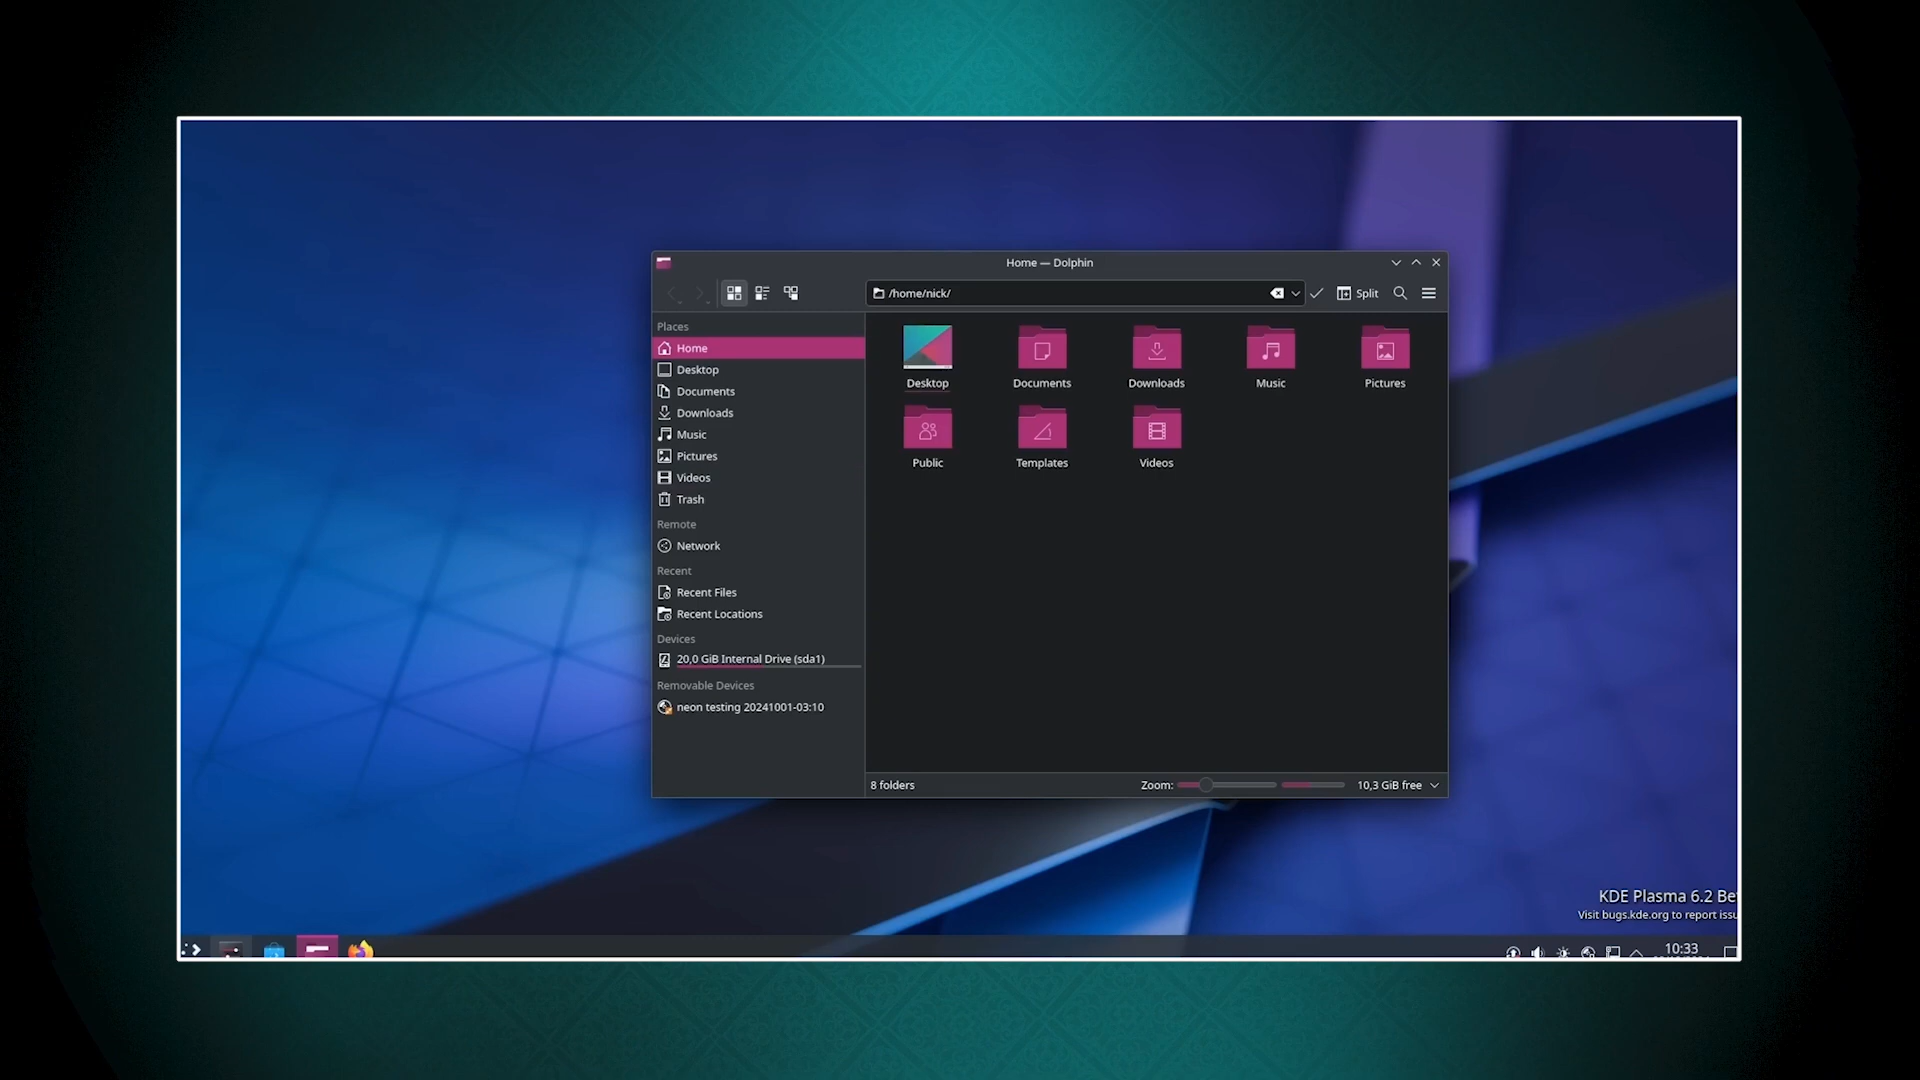 Home — Dolphin
/home/nick/
Split
Places
Home
Desktop
Documents
Downloads
Music
Pictures
Videos
Trash
Remote
Network
Recent
Recent Files
Recent Locations
Devices
20,0 GiB Internal Drive (sda1)
Removable Devices
neon testing 20241001-03:10
Desktop
Documents
Downloads
Music
Pictures
Public
Templates
Videos
8 folders
Zoom:
10,3 GiB free
KDE Plasma 6.2 Be
Visit bugs.kde.org to report issu
10:33